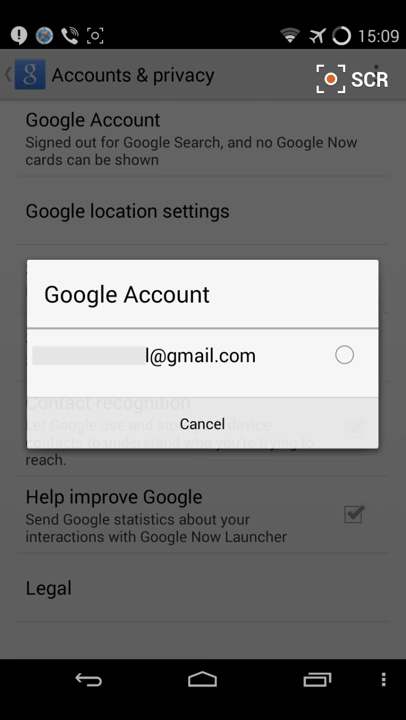 15:09
Accounts & privacy
SCR
Google Account
Signed out for Google Search, and no Google Now
cards can be shown
Google location settings
Google Account
l@gmail.com
Contact recognition
Let Google use and device
contacts to understand who you're trying to
Cancel
reach.
Help improve Google
Send Google statistics about your
interactions with Google Now Launcher
Legal